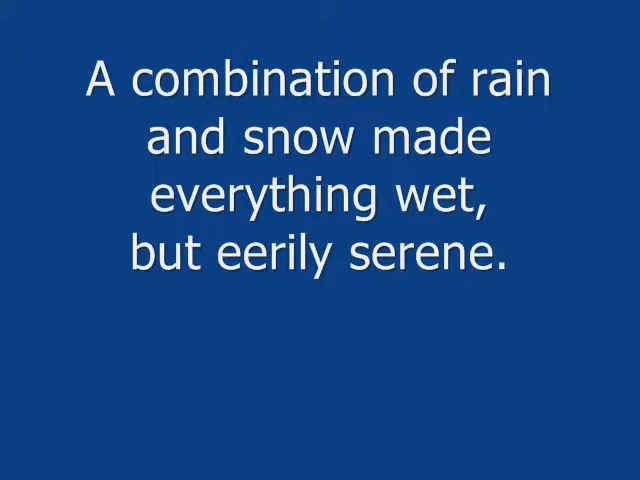 A combination of rain
and snow made
everything wet,
but eerily serene.